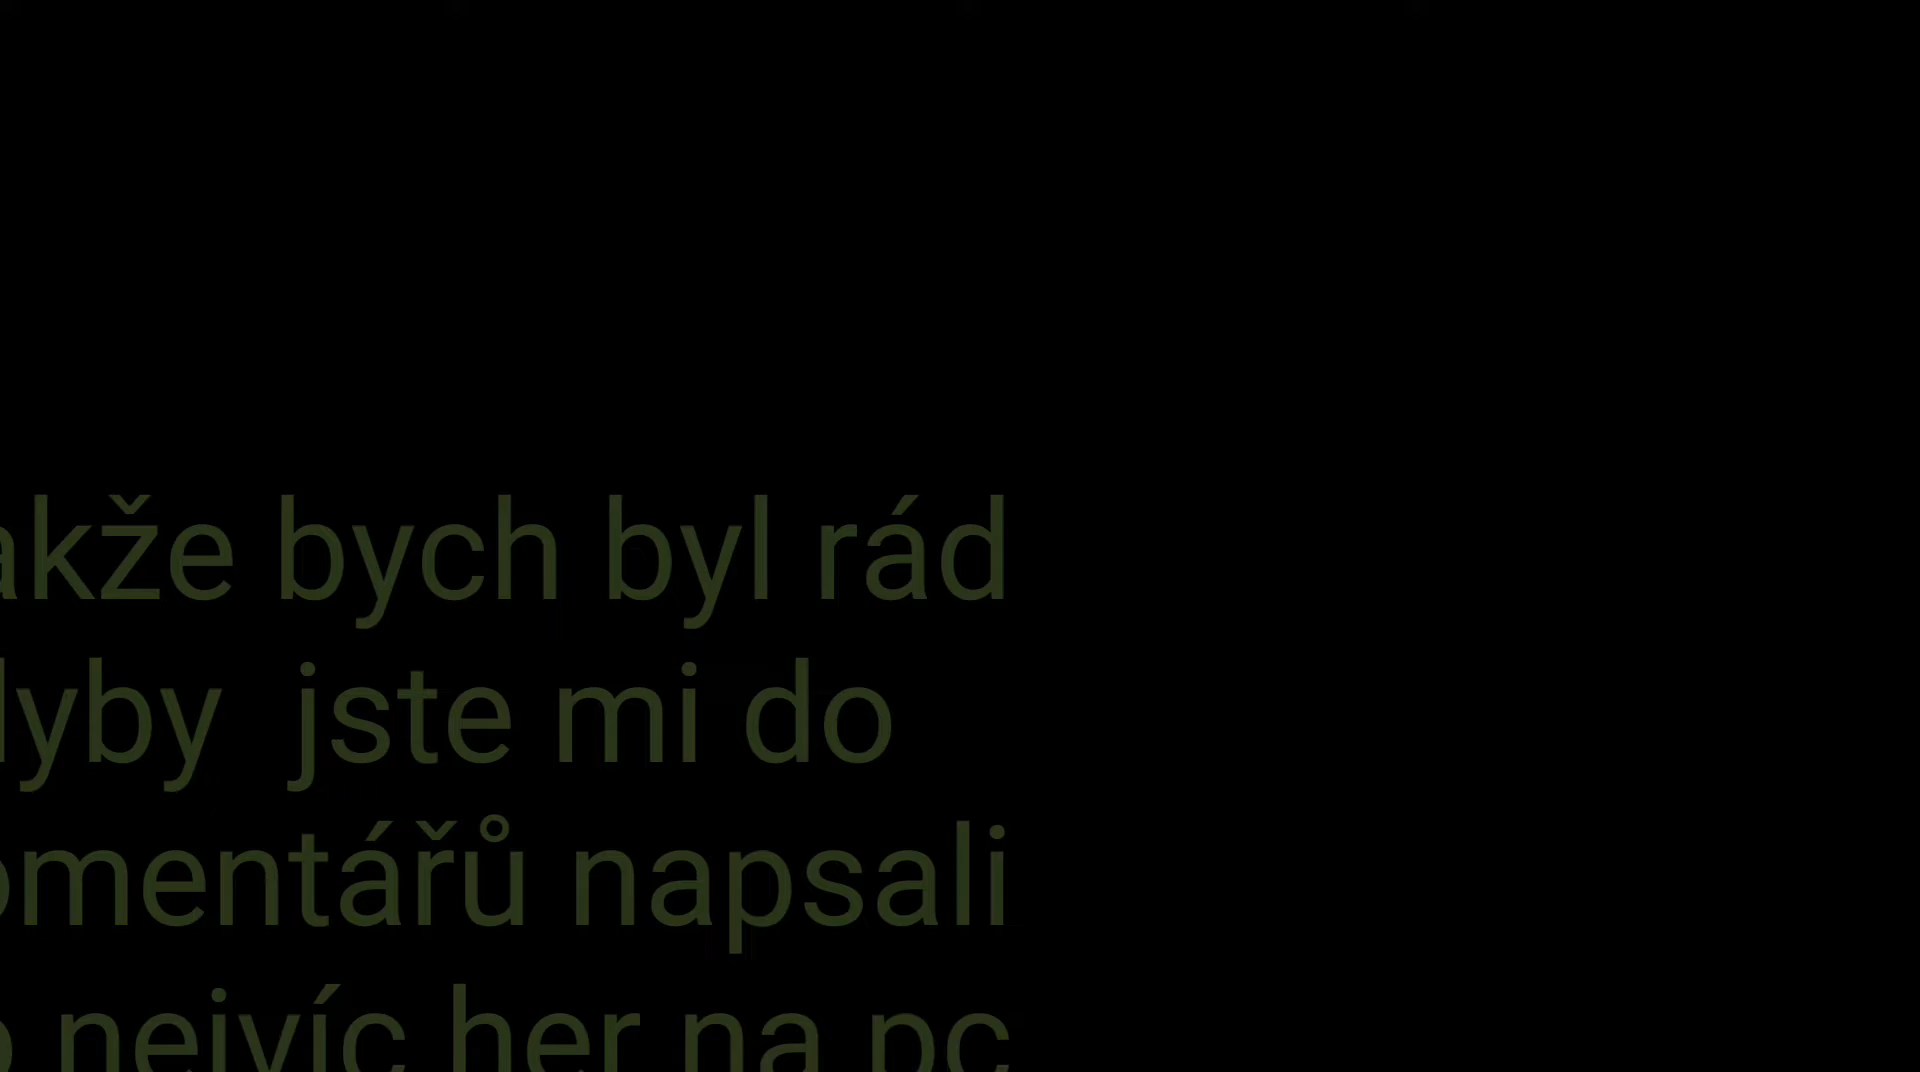 akže bych byl rád
dyby jste mi do
omentářů napsali
o nejvíc her na pc